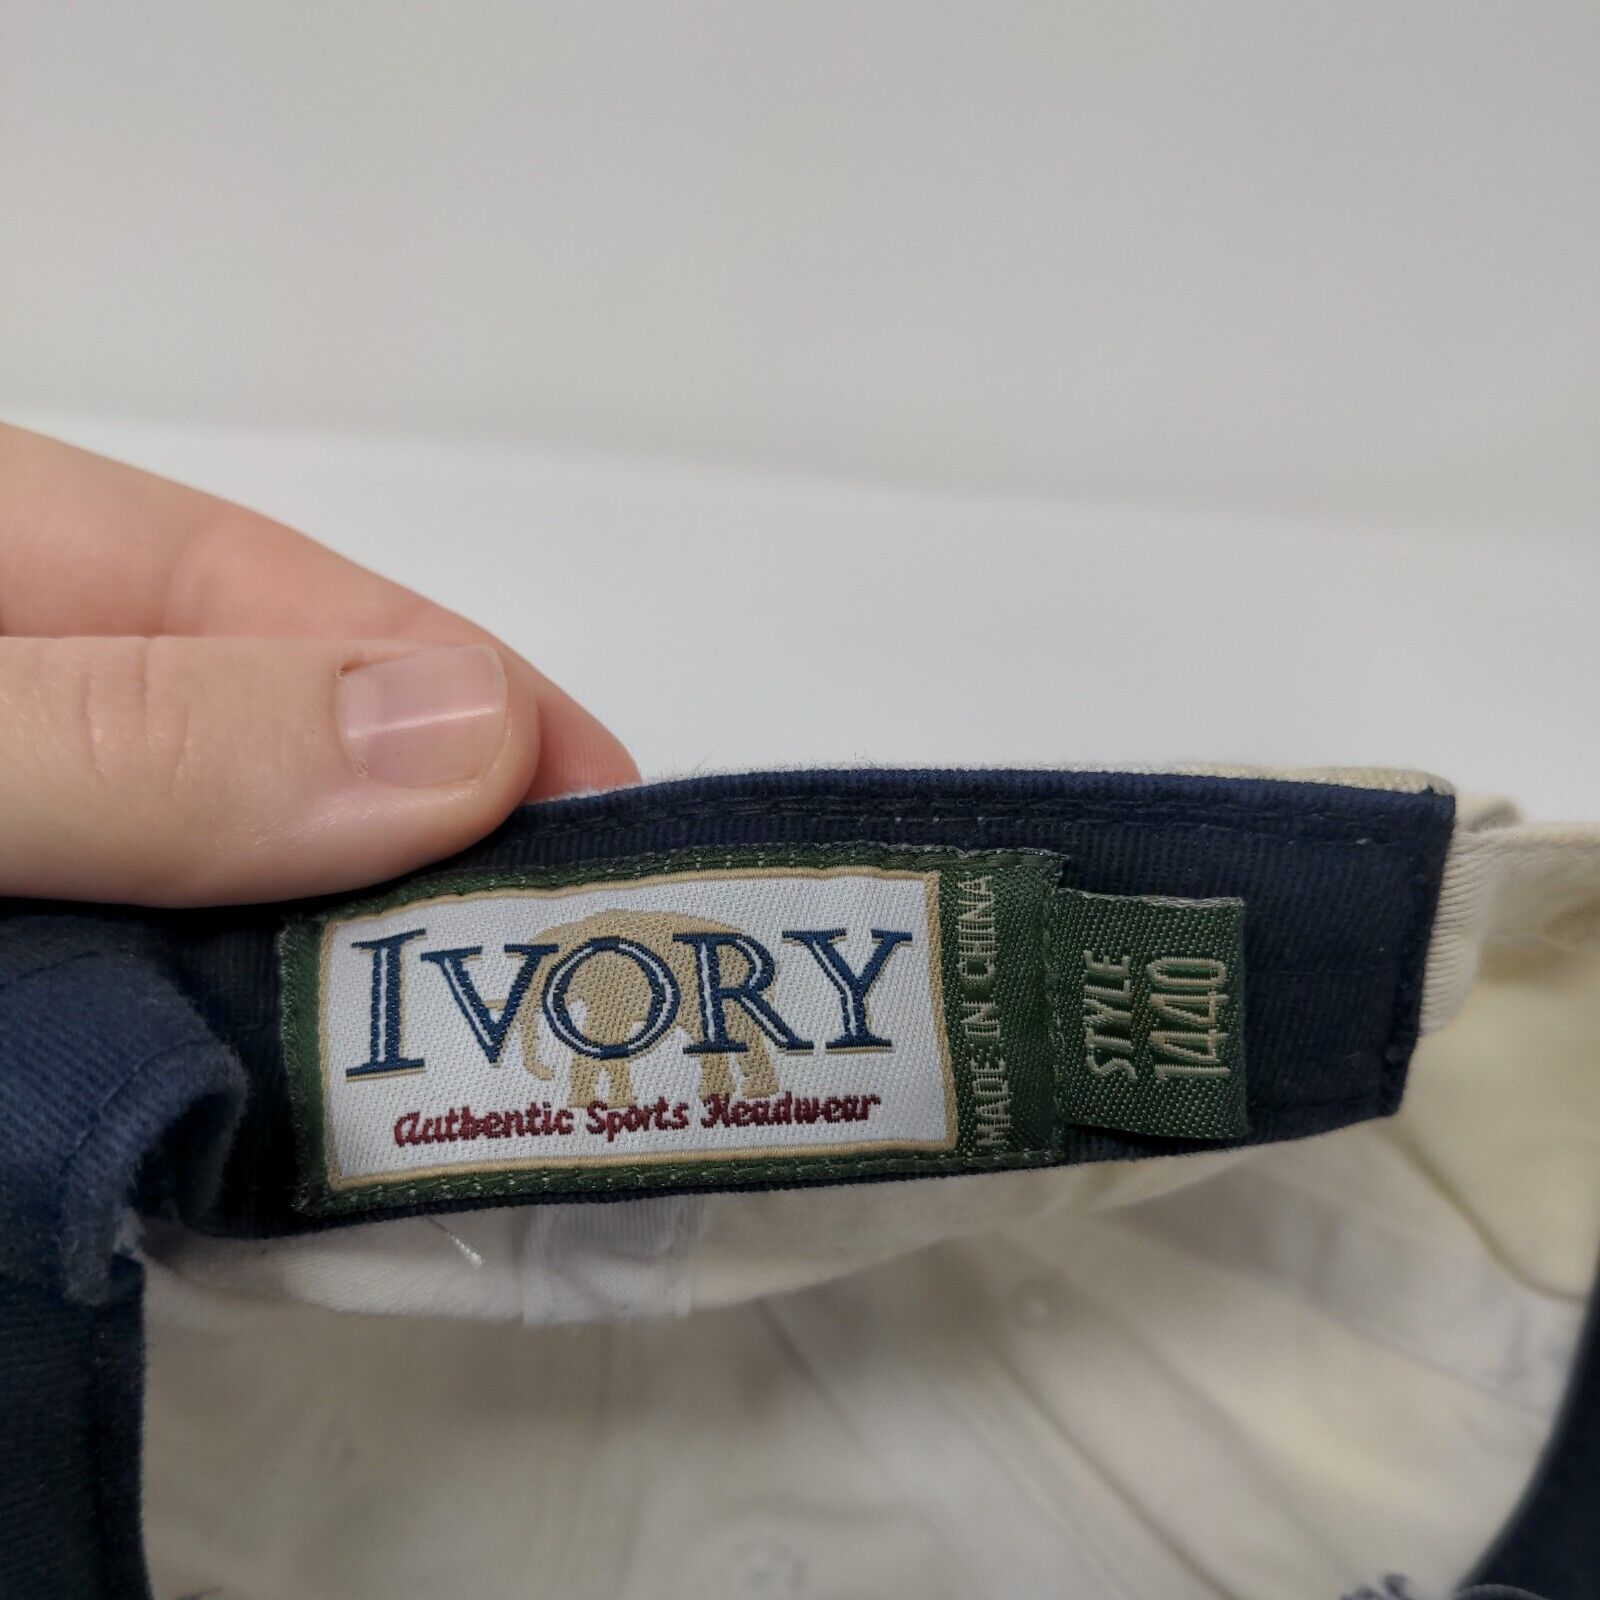 IVORY
Authentic Sports Headwear
MADE IN CHINA
STYLE
1440